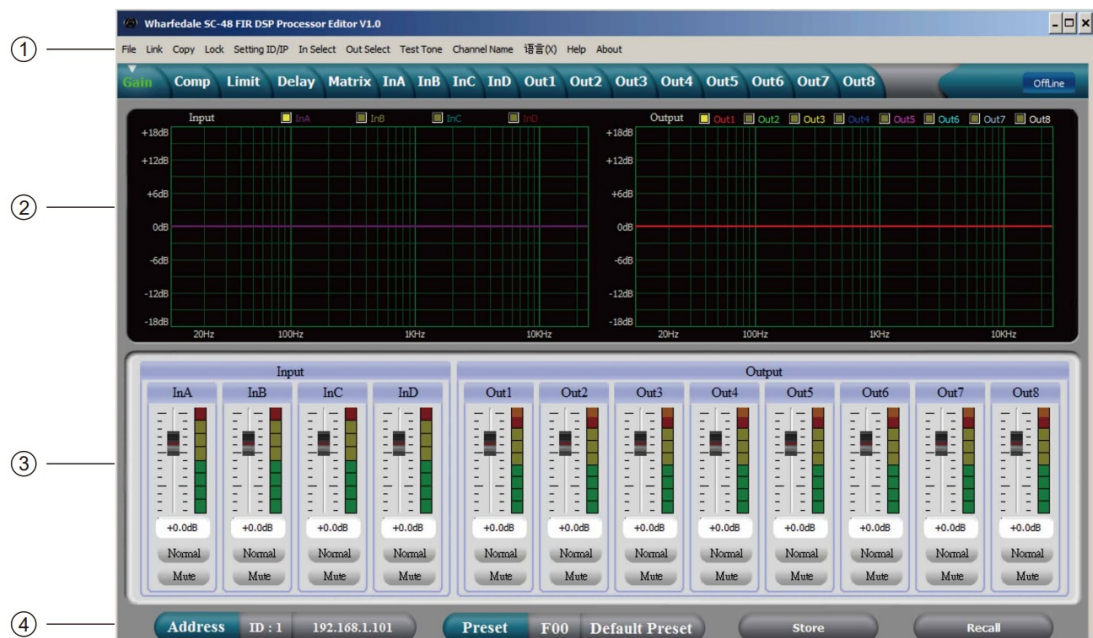 Wharfedale SC-48 FIR DSP Processor Editor V1.0
① File Link Copy Lock Setting ID/IP In Select Out Select Test Tone Channel Name 语言(X) Help About
Gain Comp Limit Delay Matrix InA InB InC InD Out1 Out2 Out3 Out4 Out5 Out6 Out7 Out8 OffLine
②
Input InA InB InC InD
+18dB
+12dB
+6dB
0dB
-6dB
-12dB
-18dB
20Hz 100Hz 1KHz 10KHz
Output Out1 Out2 Out3 Out4 Out5 Out6 Out7 Out8
+18dB
+12dB
+6dB
0dB
-6dB
-12dB
-18dB
20Hz 100Hz 1KHz 10KHz
③
Input Output
InA InB InC InD Out1 Out2 Out3 Out4 Out5 Out6 Out7 Out8
+0.0dB +0.0dB +0.0dB +0.0dB +0.0dB +0.0dB +0.0dB +0.0dB +0.0dB +0.0dB +0.0dB +0.0dB
Normal Normal Normal Normal Normal Normal Normal Normal Normal Normal Normal Normal
Mute Mute Mute Mute Mute Mute Mute Mute Mute Mute Mute Mute
④ Address ID : 1 192.168.1.101 Preset F00 Default Preset Store Recall